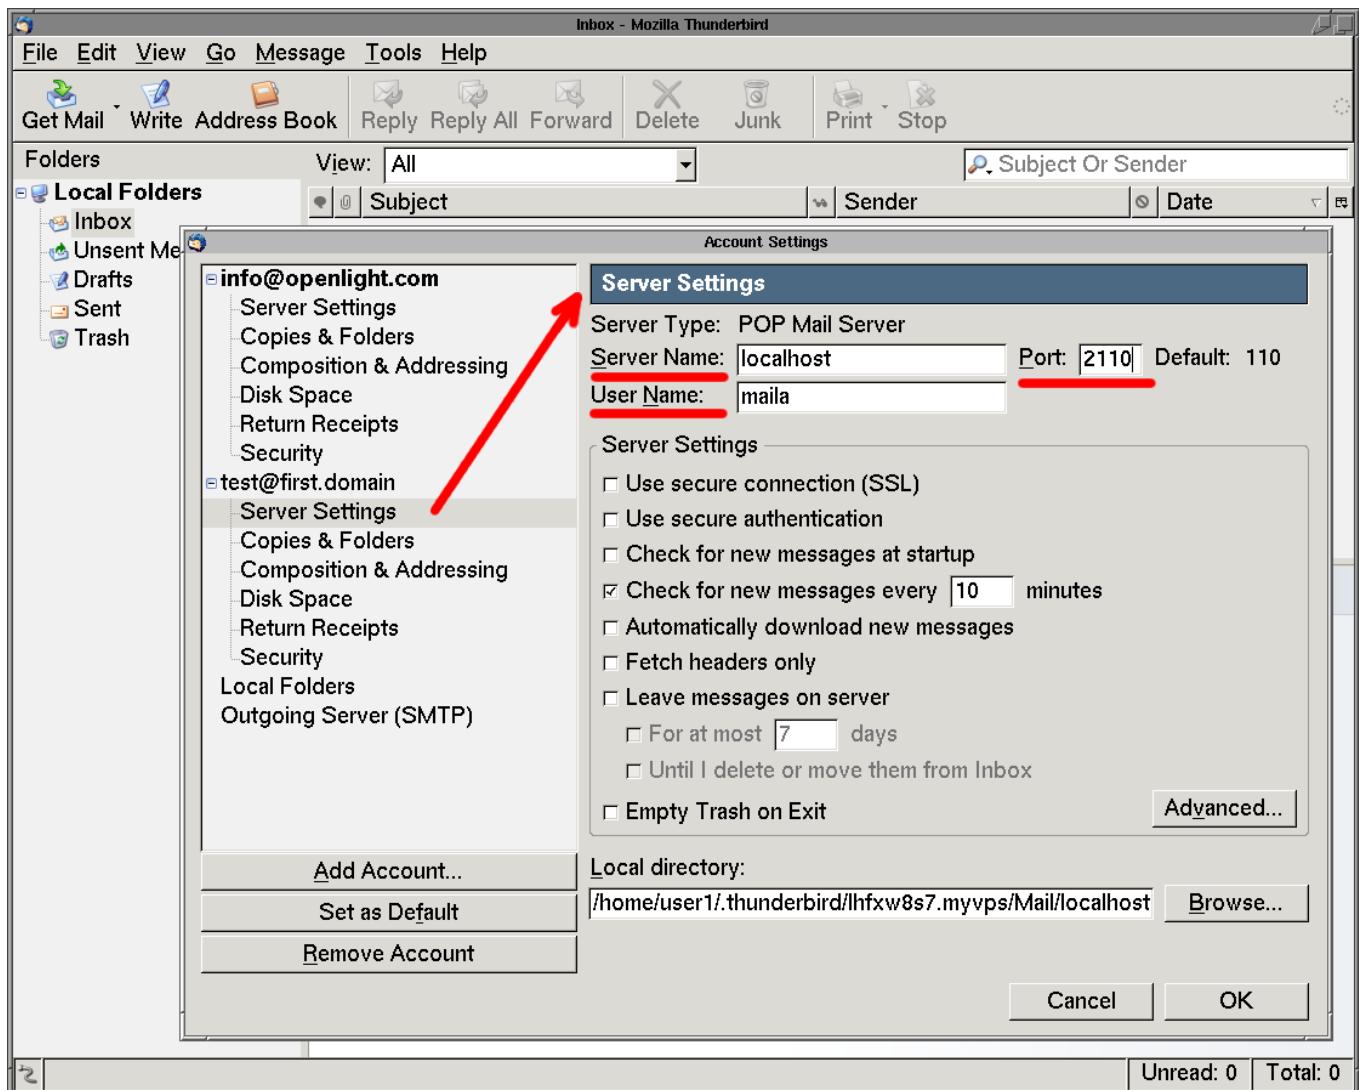 Inbox - Mozilla Thunderbird
File Edit View Go Message Tools Help
Get Mail Write Address Book Reply Reply All Forward Delete Junk Print Stop
Folders View: All Subject Or Sender
Local Folders Subject Sender Date
Inbox
Unsent Me
Drafts
Sent
Trash
Account Settings
info@openlight.com
Server Settings
Copies & Folders
Composition & Addressing
Disk Space
Return Receipts
Security
test@first.domain
Server Settings
Copies & Folders
Composition & Addressing
Disk Space
Return Receipts
Security
Local Folders
Outgoing Server (SMTP)
Add Account...
Set as Default
Remove Account
Server Settings
Server Type: POP Mail Server
Server Name: localhost Port: 2110 Default: 110
User Name: maila
Server Settings
Use secure connection (SSL)
Use secure authentication
Check for new messages at startup
Check for new messages every 10 minutes
Automatically download new messages
Fetch headers only
Leave messages on server
For at most 7 days
Until I delete or move them from Inbox
Empty Trash on Exit Advanced...
Local directory:
/home/user1/.thunderbird/lhfxw8s7.myvps/Mail/localhost Browse...
Cancel OK
Unread: 0 Total: 0